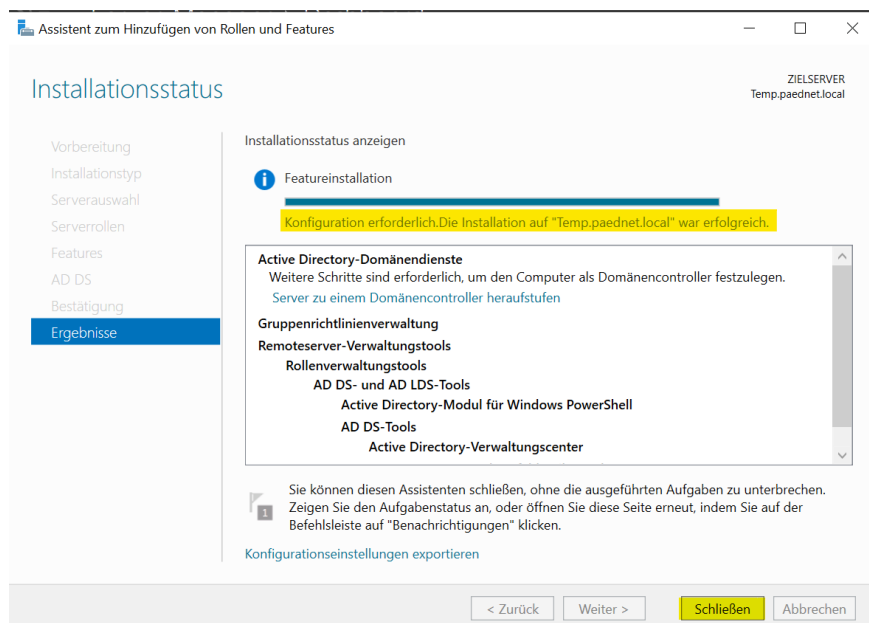 Assistent zum Hinzufügen von Rollen und Features
Installationsstatus
ZIELSERVER
Temp.paednet.local
Vorbereitung
Installationstyp
Serverauswahl
Serverrollen
Features
AD DS
Bestätigung
Ergebnisse
Installationsstatus anzeigen
Featureinstallation
Konfiguration erforderlich.Die Installation auf "Temp.paednet.local" war erfolgreich.
Active Directory-Domänendienste
Weitere Schritte sind erforderlich, um den Computer als Domänencontroller festzulegen.
Server zu einem Domänencontroller heraufstufen
Gruppenrichtlinienverwaltung
Remoteserver-Verwaltungstools
Rollenverwaltungstools
AD DS- und AD LDS-Tools
Active Directory-Modul für Windows PowerShell
AD DS-Tools
Active Directory-Verwaltungscenter
1
Sie können diesen Assistenten schließen, ohne die ausgeführten Aufgaben zu unterbrechen.
Zeigen Sie den Aufgabenstatus an, oder öffnen Sie diese Seite erneut, indem Sie auf der
Befehlsleiste auf "Benachrichtigungen" klicken.
Konfigurationseinstellungen exportieren
< Zurück
Weiter >
Schließen
Abbrechen